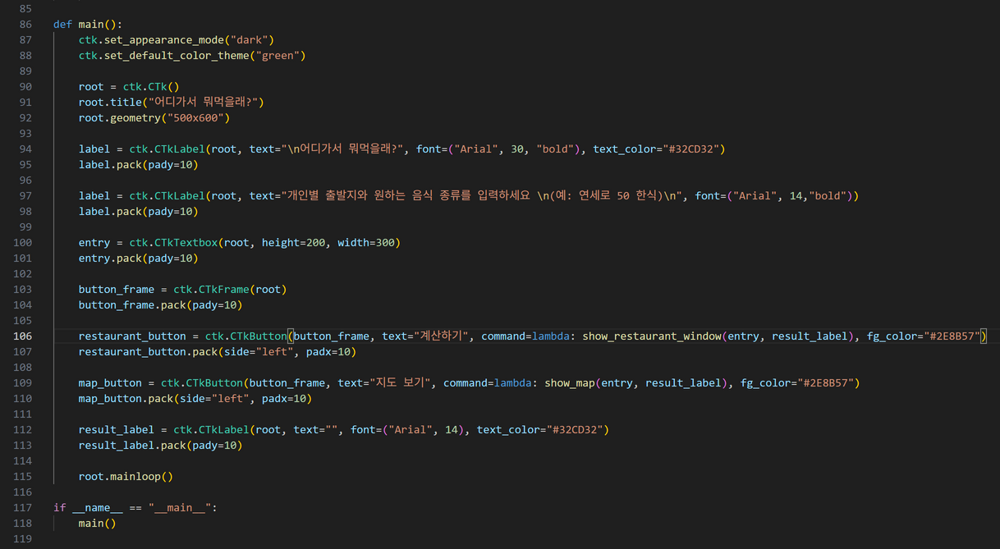 85
86 def main():
87     ctk.set_appearance_mode("dark")
88     ctk.set_default_color_theme("green")
89
90     root = ctk.CTk()
91     root.title("어디가서 뭐먹을래?")
92     root.geometry("500x600")
93
94     label = ctk.CTkLabel(root, text="\n어디가서 뭐먹을래?", font=("Arial", 30, "bold"), text_color="#32CD32")
95     label.pack(pady=10)
96
97     label = ctk.CTkLabel(root, text="개인별 출발지와 원하는 음식 종류를 입력하세요 \n(예: 연세로 50 한식)\n", font=("Arial", 14,"bold"))
98     label.pack(pady=10)
99
100     entry = ctk.CTkTextbox(root, height=200, width=300)
101     entry.pack(pady=10)
102
103     button_frame = ctk.CTkFrame(root)
104     button_frame.pack(pady=10)
105
106     restaurant_button = ctk.CTkButton(button_frame, text="계산하기", command=lambda: show_restaurant_window(entry, result_label), fg_color="#2E8B57")
107     restaurant_button.pack(side="left", padx=10)
108
109     map_button = ctk.CTkButton(button_frame, text="지도 보기", command=lambda: show_map(entry, result_label), fg_color="#2E8B57")
110     map_button.pack(side="left", padx=10)
111
112     result_label = ctk.CTkLabel(root, text="", font=("Arial", 14), text_color="#32CD32")
113     result_label.pack(pady=10)
114
115     root.mainloop()
116
117 if __name__ == "__main__":
118     main()
119